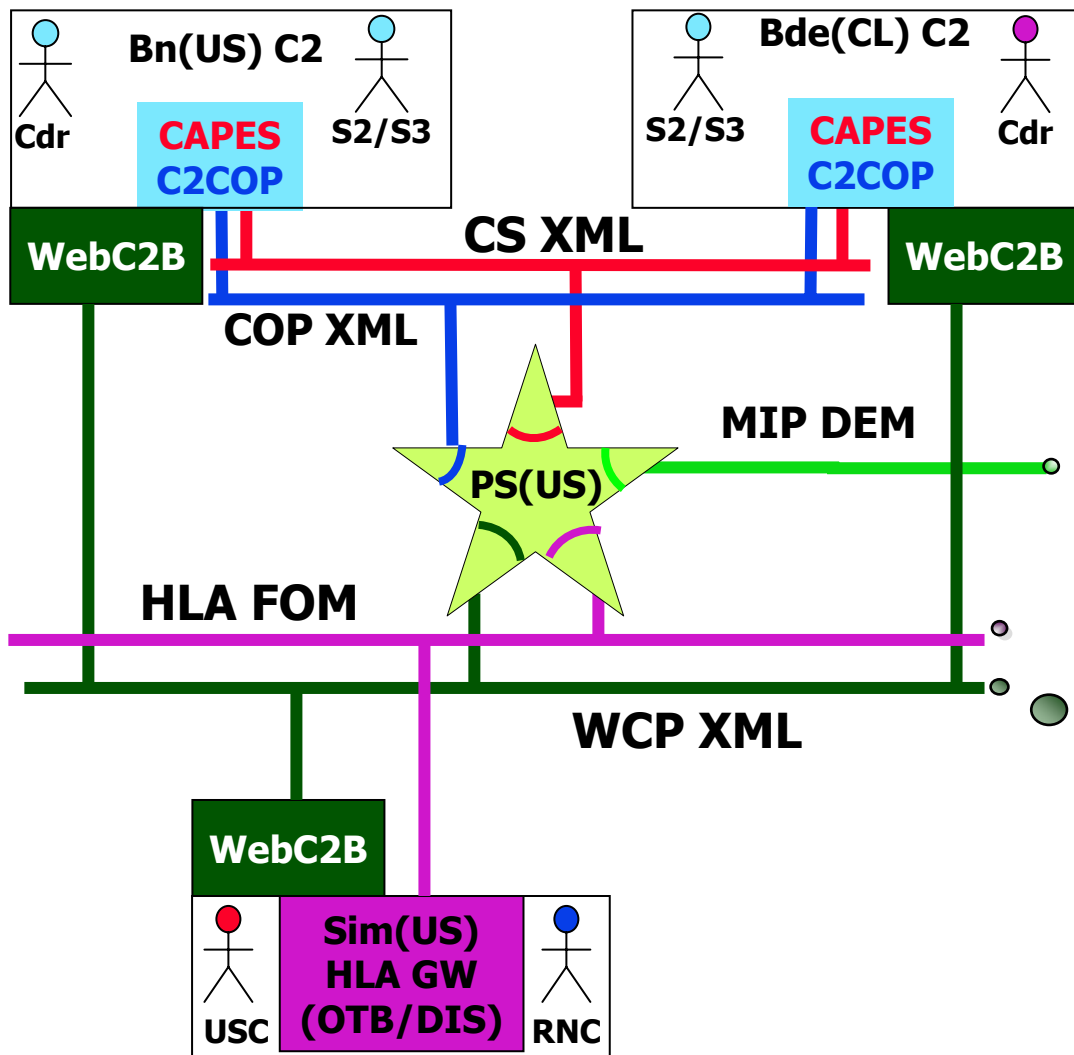 Bn(US) C2
Cdr
S2/S3
CAPES
C2COP
Bde(CL) C2
S2/S3
Cdr
CAPES
C2COP
WebC2B
CS XML
WebC2B
COP XML
MIP DEM
PS(US)
HLA FOM
WCP XML
WebC2B
Sim(US)
HLA GW
(OTB/DIS)
USC
RNC